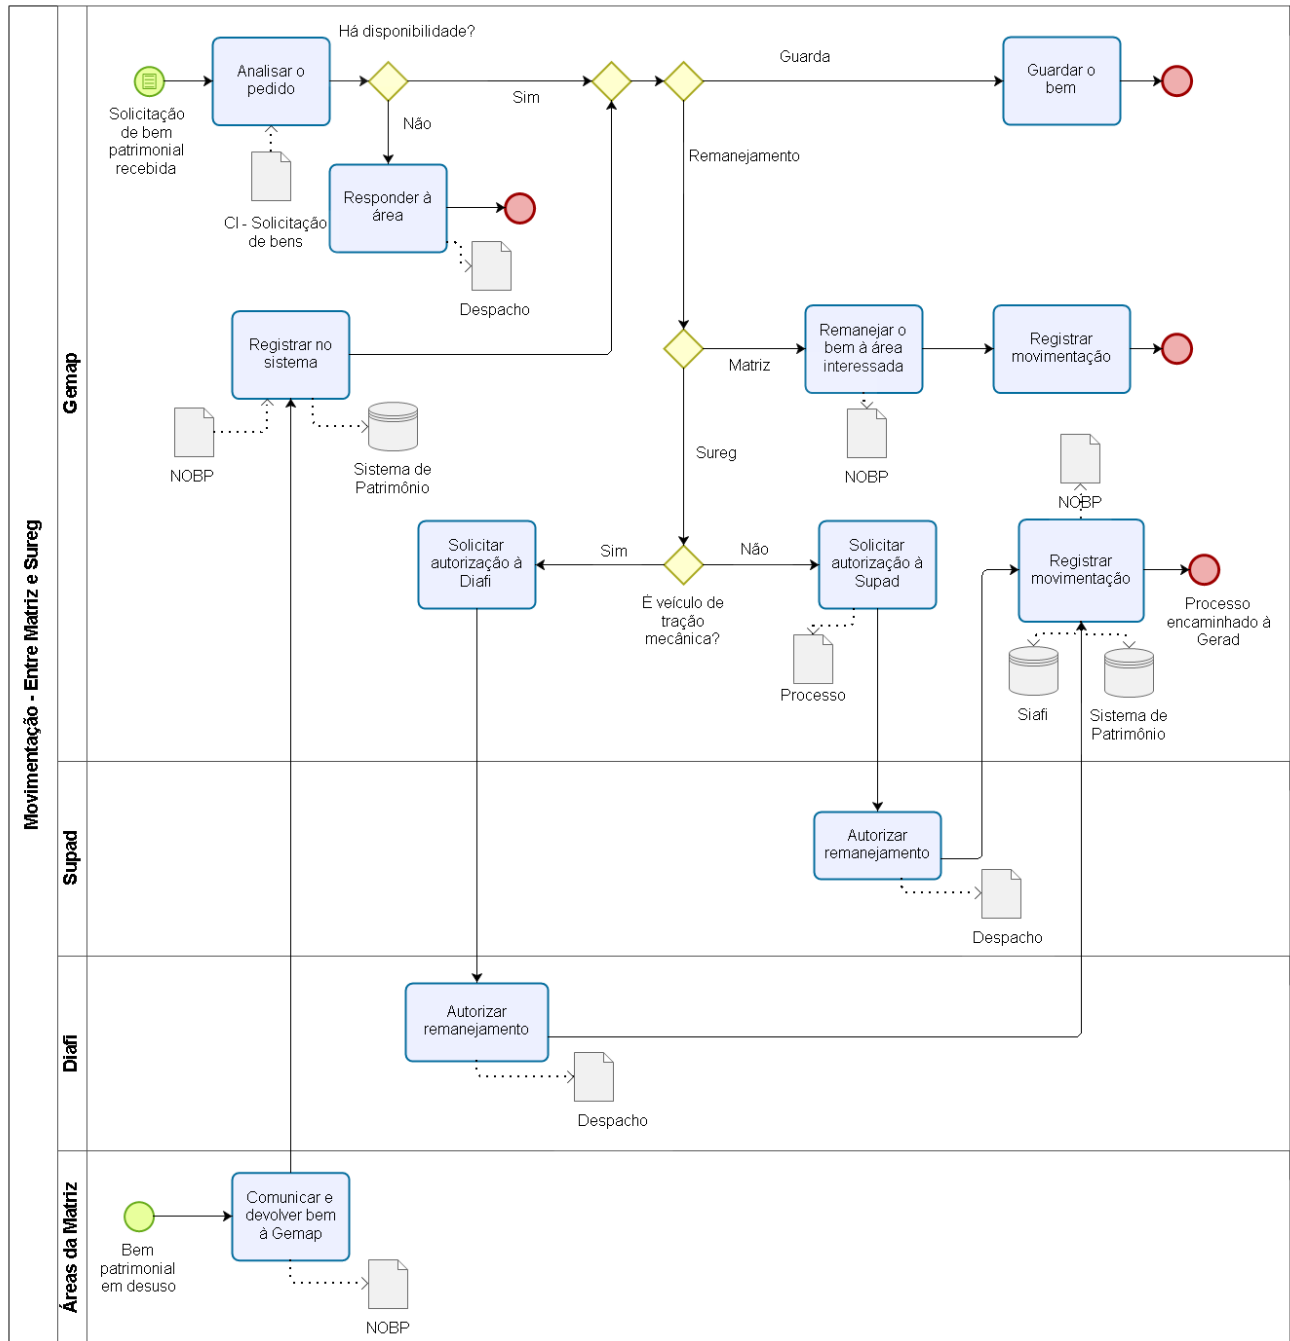 Movimentação - Entre Matriz e Sureg
Gemap
Há disponibilidade?
Analisar o
pedido
Sim
Guarda
Guardar o
bem
Solicitação
de bem
patrimonial
recebida
Não
Remanejamento
CI - Solicitação
de bens
Responder à
área
Despacho
Registrar no
sistema
NOBP
Sistema de
Patrimônio
Matriz
Remanejar o
bem à área
interessada
Registrar
movimentação
NOBP
Sureg
NOBP
Solicitar
autorização à
Diafi
Sim
Não
É veículo de
tração
mecânica?
Solicitar
autorização à
Supad
Processo
Registrar
movimentação
Processo
encaminhado à
Gerad
Siafi
Sistema de
Patrimônio
Supad
Autorizar
remanejamento
Despacho
Diafi
Autorizar
remanejamento
Despacho
Áreas da Matriz
Bem
patrimonial
em desuso
Comunicar e
devolver bem
à Gemap
NOBP